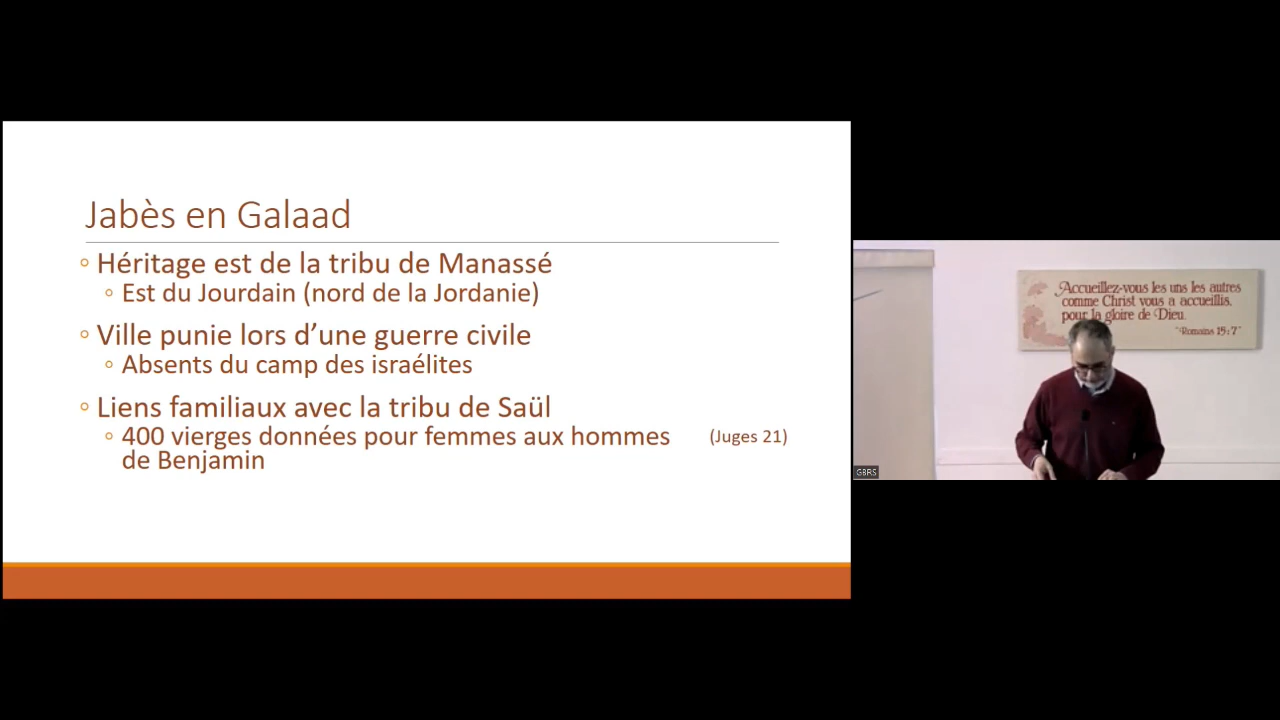 Jabès en Galaad
Héritage est de la tribu de Manassé
Est du Jourdain (nord de la Jordanie)
Ville punie lors d’une guerre civile
Absents du camp des israélites
Liens familiaux avec la tribu de Saül
400 vierges données pour femmes aux hommes
de Benjamin
(Juges 21)
Accueillez-vous les uns les autres
comme Christ vous a accueillis,
pour la gloire de Dieu.
"Romains 15:7"
GBRS